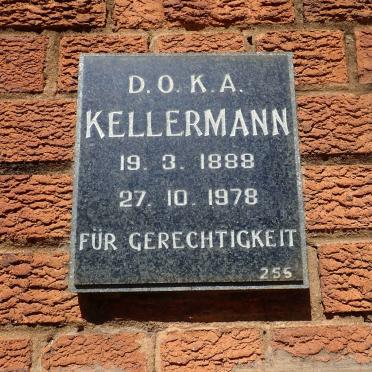 D. O. K. A.
KELLERMANN
19. 3. 1888
27. 10. 1978
FÜR GERECHTIGKEIT
256